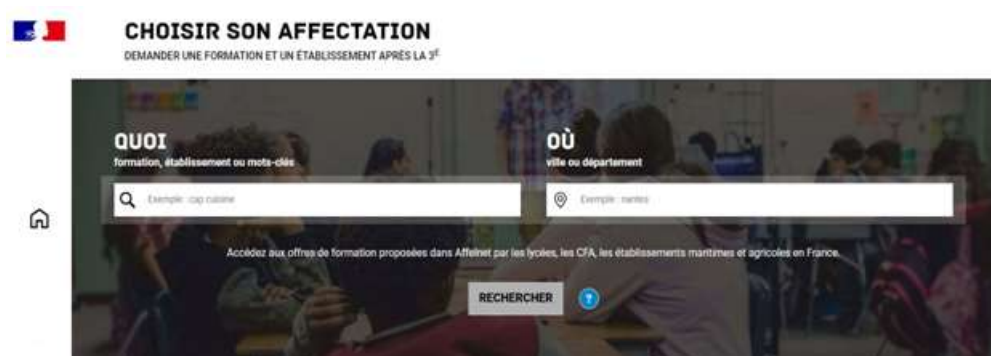 CHOISIR SON AFFECTATION
DEMANDER UNE FORMATION ET UN ÉTABLISSEMENT APRÈS LA 3E
QUOI
formation, établissement ou mots-clés
Exemple : cap cuisine
OÙ
ville ou département
Exemple : nantes
Accédez aux offres de formation proposées dans Affelnet par les lycées, les CFA, les établissements maritimes et agricoles en France.
RECHERCHER
?